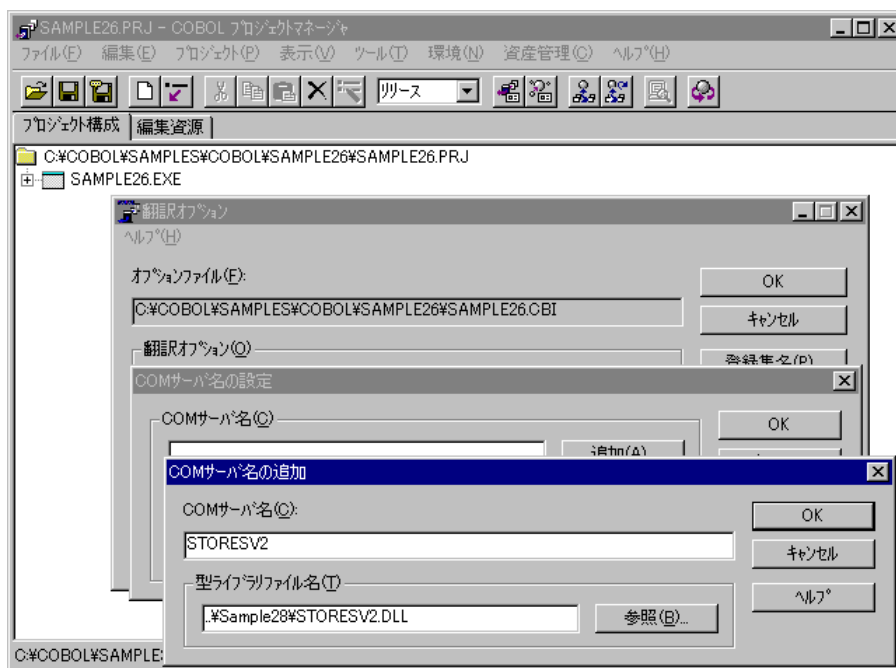 SAMPLE26.PRJ - COBOL プロジェクトマネージャ
ファイル(F) 編集(E) プロジェクト(P) 表示(V) ツール(T) 環境(N) 資産管理(C) ヘルプ(H)
リリース
プロジェクト構成 編集資源
C:¥COBOL¥SAMPLES¥COBOL¥SAMPLE26¥SAMPLE26.PRJ
SAMPLE26.EXE
翻訳オプション
ヘルプ(H)
オプションファイル(F):
OK
C:¥COBOL¥SAMPLES¥COBOL¥SAMPLE26¥SAMPLE26.CBI
キャンセル
翻訳オプション(O)
登録集名(P)
COMサーバ名の設定
COMサーバ名(C)
OK
追加(A)
COMサーバ名の追加
COMサーバ名(C):
OK
STORESV2
キャンセル
型ライブラリファイル名(T)
ヘルプ
..¥Sample28¥STORESV2.DLL
参照(B)...
C:¥COBOL¥SAMPLE